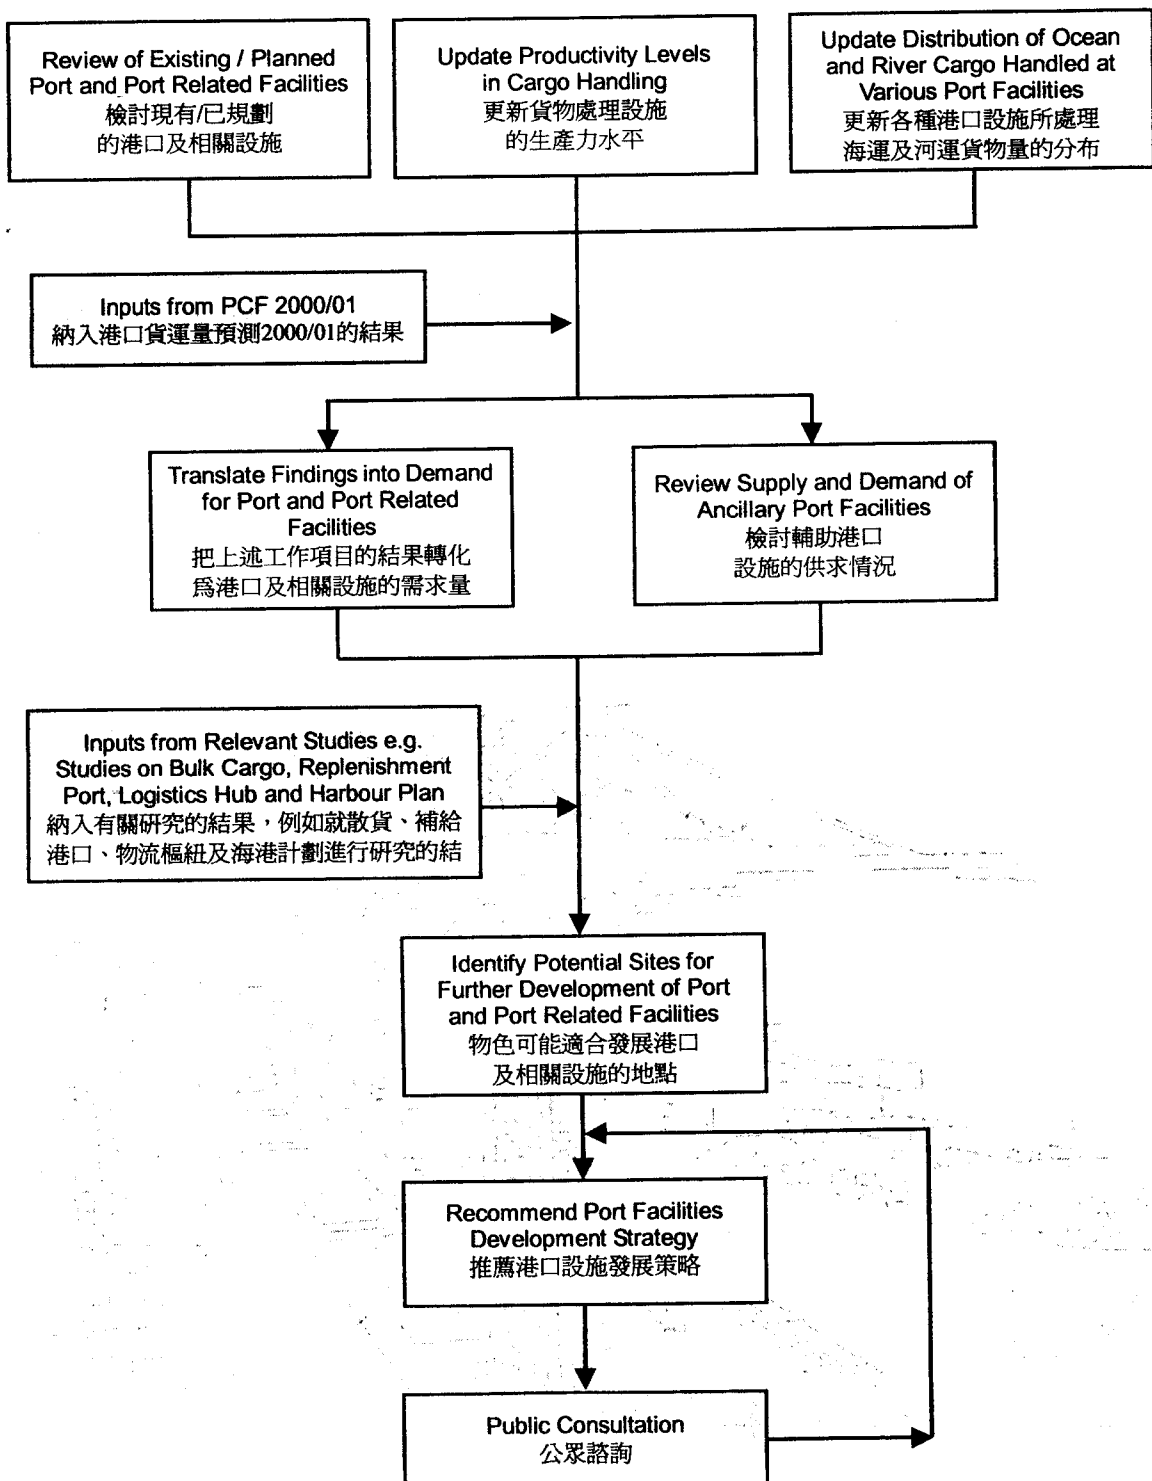 Review of Existing / Planned
Port and Port Related Facilities
檢討現有/已規劃
的港口及相關設施
Update Productivity Levels
in Cargo Handling
更新貨物處理設施
的生產力水平
Update Distribution of Ocean
and River Cargo Handled at
Various Port Facilities
更新各種港口設施所處理
海運及河運貨物量的分布
Inputs from PCF 2000/01
納入港口貨運量預測2000/01的結果
Translate Findings into Demand
for Port and Port Related
Facilities
把上述工作項目的結果轉化
爲港口及相關設施的需求量
Review Supply and Demand of
Ancillary Port Facilities
檢討輔助港口
設施的供求情況
Inputs from Relevant Studies e.g.
Studies on Bulk Cargo, Replenishment
Port, Logistics Hub and Harbour Plan
納入有關研究的結果，例如就散貨、補給
港口、物流樞紐及海港計劃進行研究的結
Identify Potential Sites for
Further Development of Port
and Port Related Facilities
物色可能適合發展港口
及相關設施的地點
Recommend Port Facilities
Development Strategy
推薦港口設施發展策略
Public Consultation
公眾諮詢